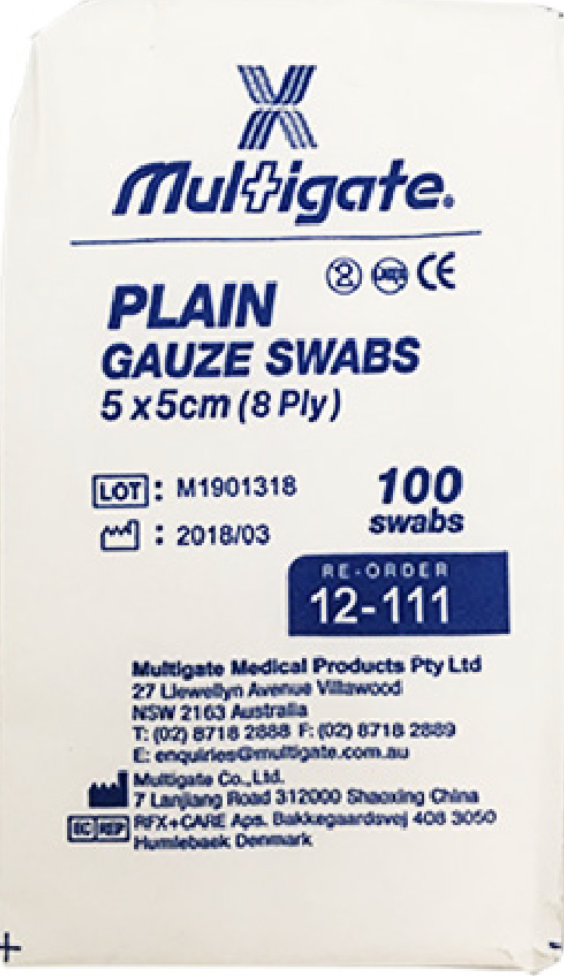 Multigate®
PLAIN
GAUZE SWABS
2 CE
5 x 5cm (8 Ply)
LOT : M1901318
100
swabs
: 2018/03
RE-ORDER
12-111
Multigate Medical Products Pty Ltd
27 Llewellyn Avenue Villawood
NSW 2163 Australia
T: (02) 8718 2888 F: (02) 8718 2889
E: enquiries@multigate.com.au
Multigate Co.,Ltd.
7 Lanjiang Road 312000 Shaoxing China
EC REP RFX+CARE Aps. Bakkegaardsvej 408 3050
Humlebaek Denmark